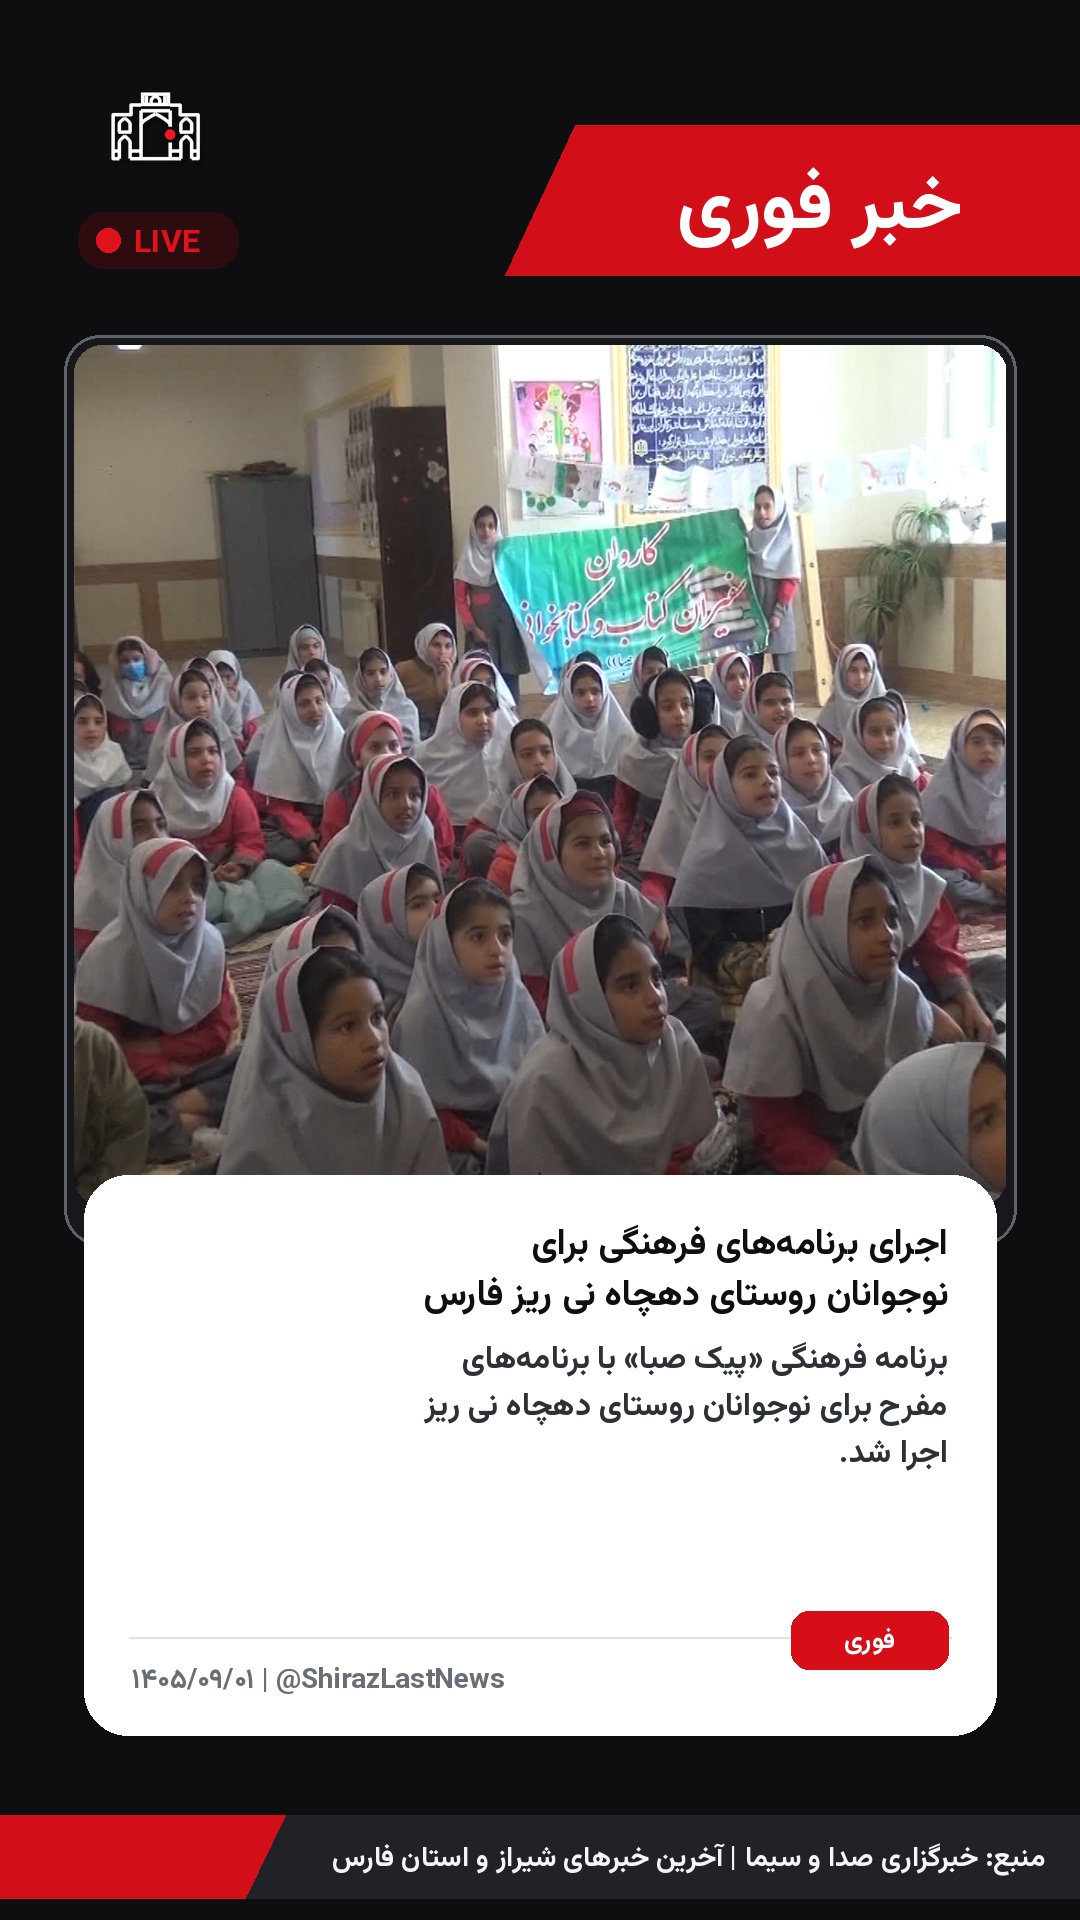 خبر فوری
LIVE
کاروان
سفیران کتاب و کتابخوانی
اجرای برنامه‌های فرهنگی برای
نوجوانان روستای دهچاه نی ریز فارس
برنامه فرهنگی «پیک صبا» با برنامه‌های
مفرح برای نوجوانان روستای دهچاه نی ریز
اجرا شد.
فوری
۱۴۰۵/۰۹/۰۱ | @ShirazLastNews
منبع: خبرگزاری صدا و سیما | آخرین خبرهای شیراز و استان فارس